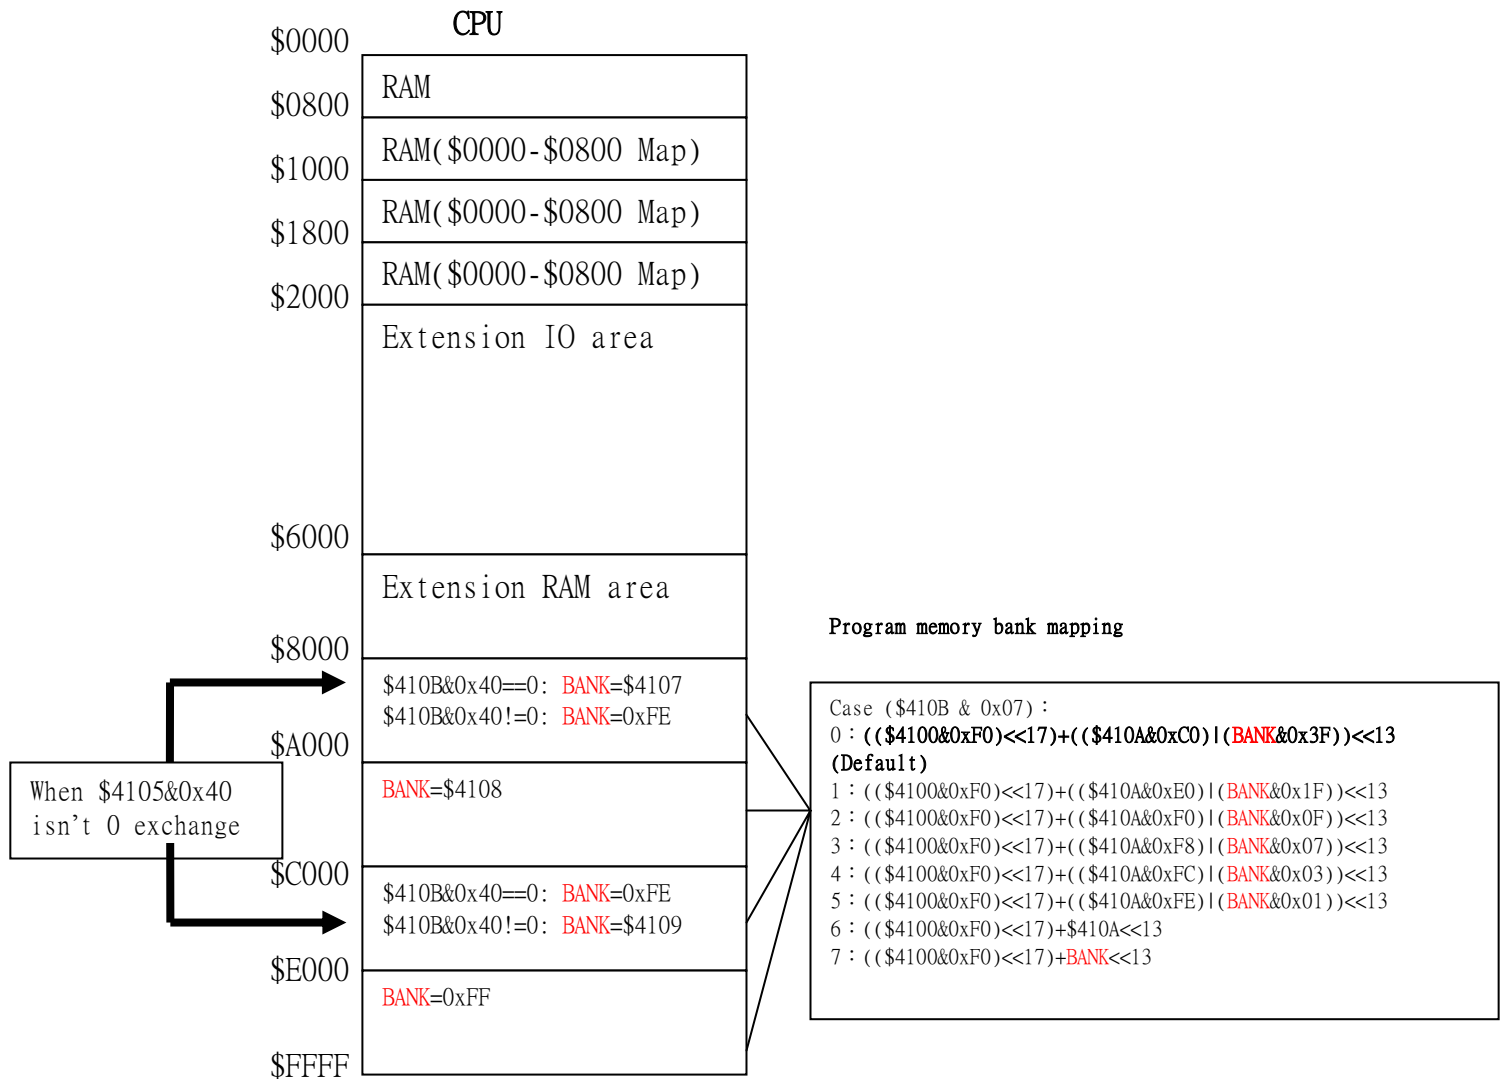 CPU
$0000
RAM
$0800
RAM($0000-$0800 Map)
$1000
RAM($0000-$0800 Map)
$1800
RAM($0000-$0800 Map)
$2000
Extension IO area
$6000
Extension RAM area
$8000
$410B&0x40==0: BANK=$4107
$410B&0x40!=0: BANK=0xFE
$A000
BANK=$4108
When $4105&0x40
isn't 0 exchange
$C000
$410B&0x40==0: BANK=0xFE
$410B&0x40!=0: BANK=$4109
$E000
BANK=0xFF
$FFFF
Program memory bank mapping
Case ($410B & 0x07):
0:(($4100&0xF0)<<17)+(($410A&0xC0)|(BANK&0x3F))<<13
(Default)
1:(($4100&0xF0)<<17)+(($410A&0xE0)|(BANK&0x1F))<<13
2:(($4100&0xF0)<<17)+(($410A&0xF0)|(BANK&0x0F))<<13
3:(($4100&0xF0)<<17)+(($410A&0xF8)|(BANK&0x07))<<13
4:(($4100&0xF0)<<17)+(($410A&0xFC)|(BANK&0x03))<<13
5:(($4100&0xF0)<<17)+(($410A&0xFE)|(BANK&0x01))<<13
6:(($4100&0xF0)<<17)+$410A<<13
7:(($4100&0xF0)<<17)+BANK<<13